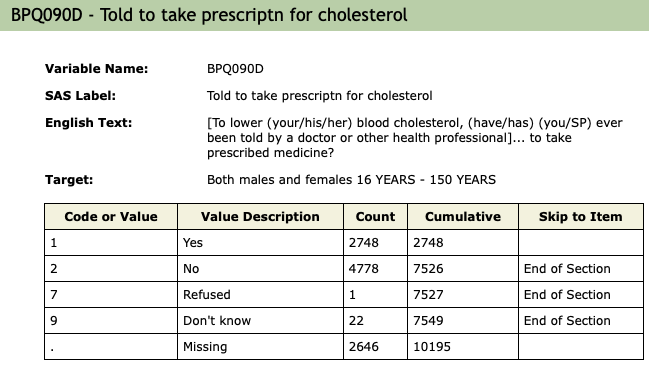 BPQ090D - Told to take prescriptn for cholesterol
Variable Name: BPQ090D
SAS Label: Told to take prescriptn for cholesterol
English Text: [To lower (your/his/her) blood cholesterol, (have/has) (you/SP) ever
been told by a doctor or other health professional]... to take
prescribed medicine?
Target: Both males and females 16 YEARS - 150 YEARS
Code or Value Value Description Count Cumulative Skip to Item
1 Yes 2748 2748
2 No 4778 7526 End of Section
7 Refused 1 7527 End of Section
9 Don't know 22 7549 End of Section
. Missing 2646 10195